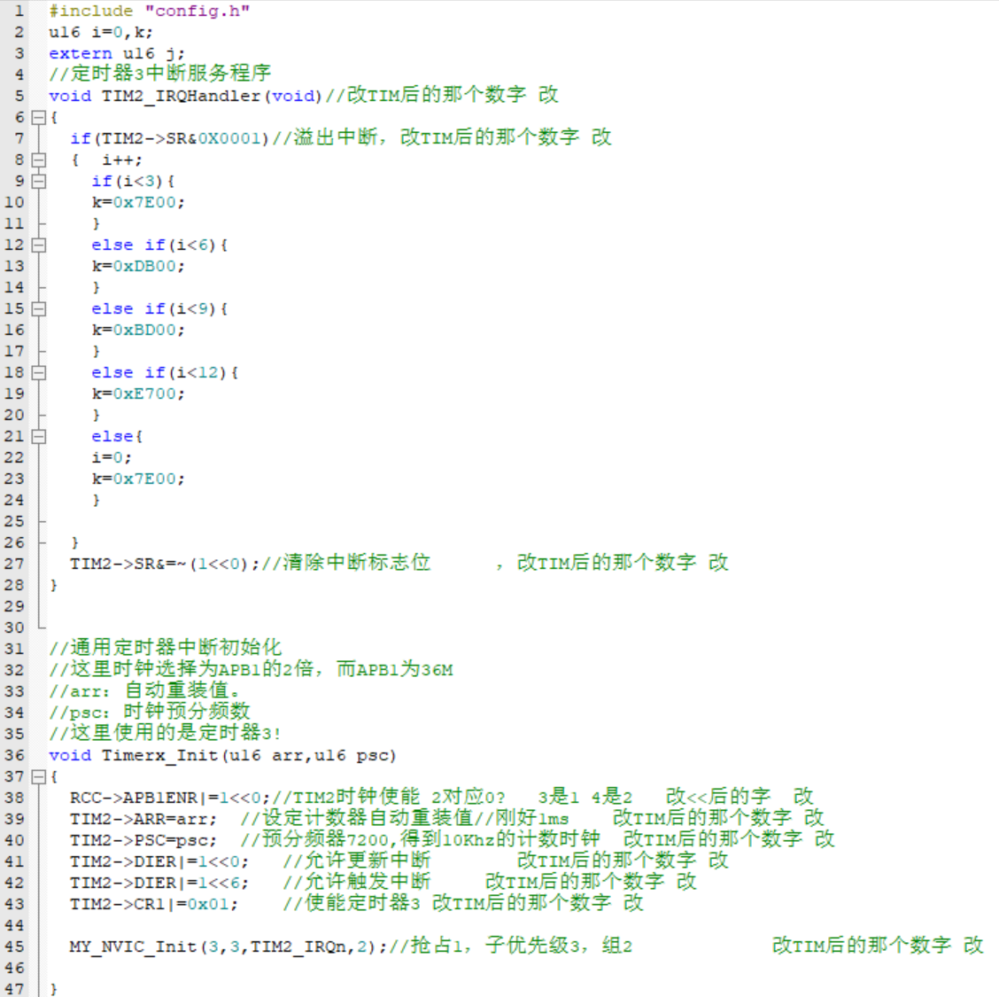 1 #include "config.h"
2 u16 i=0,k;
3 extern u16 j;
4 //定时器3中断服务程序
5 void TIM2_IRQHandler(void)//改TIM后的那个数字 改
6 {
7 if(TIM2->SR&0X0001)//溢出中断，改TIM后的那个数字 改
8 { i++;
9 if(i<3){
10 k=0x7E00;
11 }
12 else if(i<6){
13 k=0xDB00;
14 }
15 else if(i<9){
16 k=0xBD00;
17 }
18 else if(i<12){
19 k=0xE700;
20 }
21 else{
22 i=0;
23 k=0x7E00;
24 }
25
26 }
27 TIM2->SR&=~(1<<0);//清除中断标志位 ，改TIM后的那个数字 改
28 }
29
30
31 //通用定时器中断初始化
32 //这里时钟选择为APB1的2倍，而APB1为36M
33 //arr：自动重装值。
34 //psc：时钟预分频数
35 //这里使用的是定时器3!
36 void Timerx_Init(u16 arr,u16 psc)
37 {
38 RCC->APB1ENR|=1<<0;//TIM2时钟使能 2对应0? 3是1 4是2 改<<后的字 改
39 TIM2->ARR=arr; //设定计数器自动重装值//刚好1ms 改TIM后的那个数字 改
40 TIM2->PSC=psc; //预分频器7200,得到10Khz的计数时钟 改TIM后的那个数字 改
41 TIM2->DIER|=1<<0; //允许更新中断 改TIM后的那个数字 改
42 TIM2->DIER|=1<<6; //允许触发中断 改TIM后的那个数字 改
43 TIM2->CR1|=0x01; //使能定时器3 改TIM后的那个数字 改
44
45 MY_NVIC_Init(3,3,TIM2_IRQn,2);//抢占1，子优先级3，组2 改TIM后的那个数字 改
46
47 }